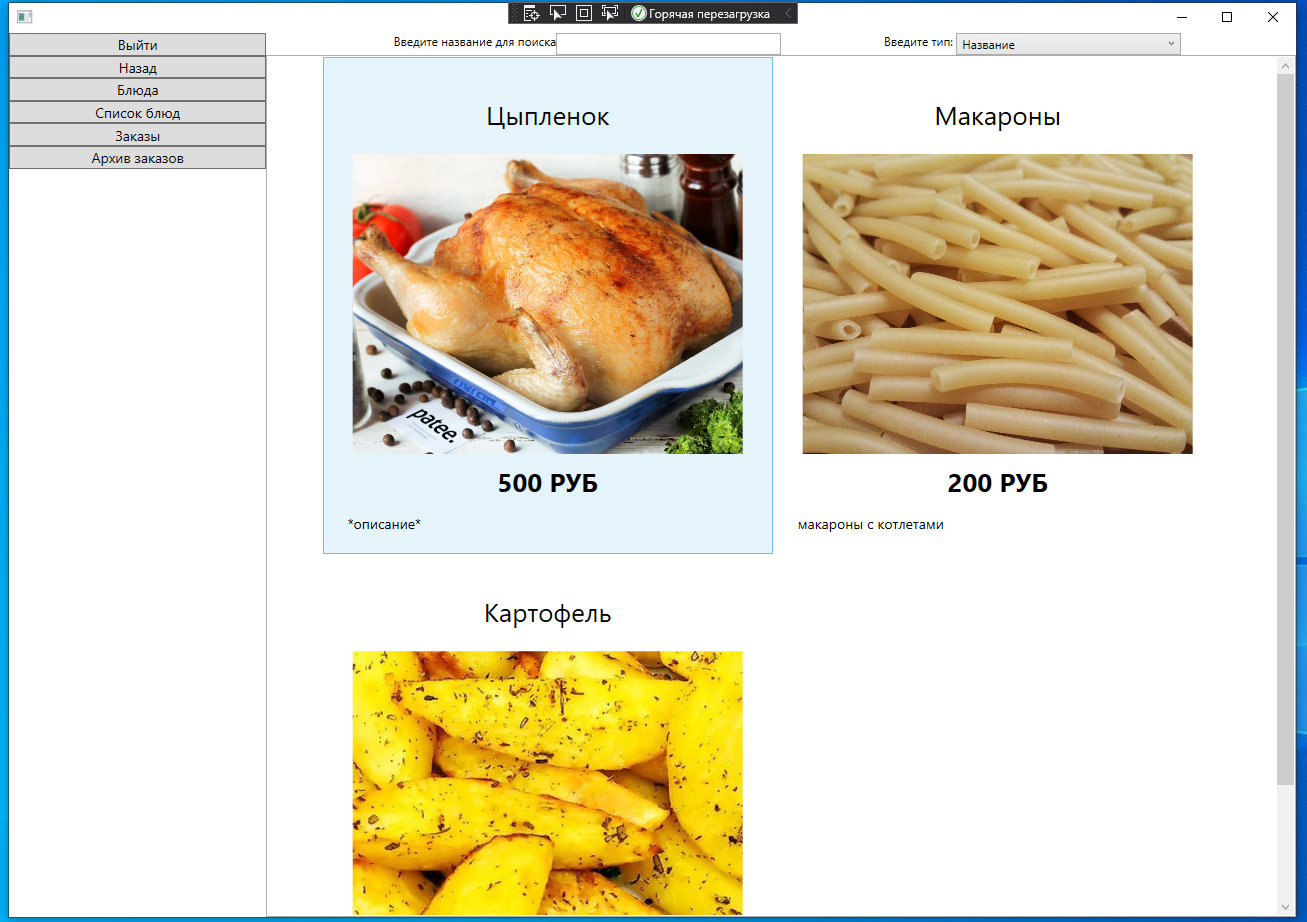 Горячая перезагрузка
Выйти
Назад
Блюда
Список блюд
Заказы
Архив заказов
Введите название для поиска
Введите тип: Название
Цыпленок
patee.
500 РУБ
*описание*
Макароны
200 РУБ
макароны с котлетами
Картофель